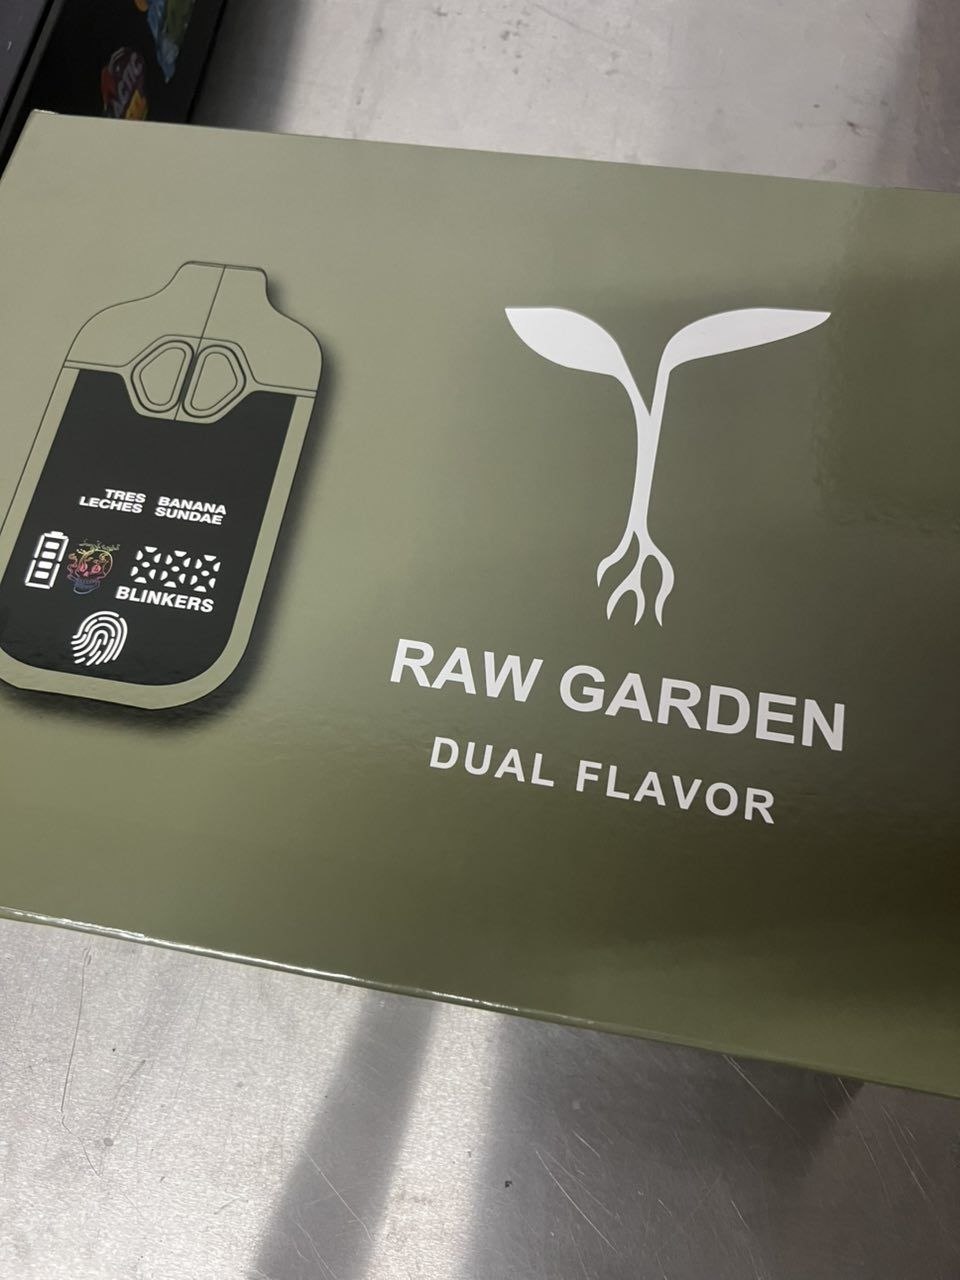 TRES BANANA
LECHES SUNDAE
BLINKERS
RAW GARDEN
DUAL FLAVOR